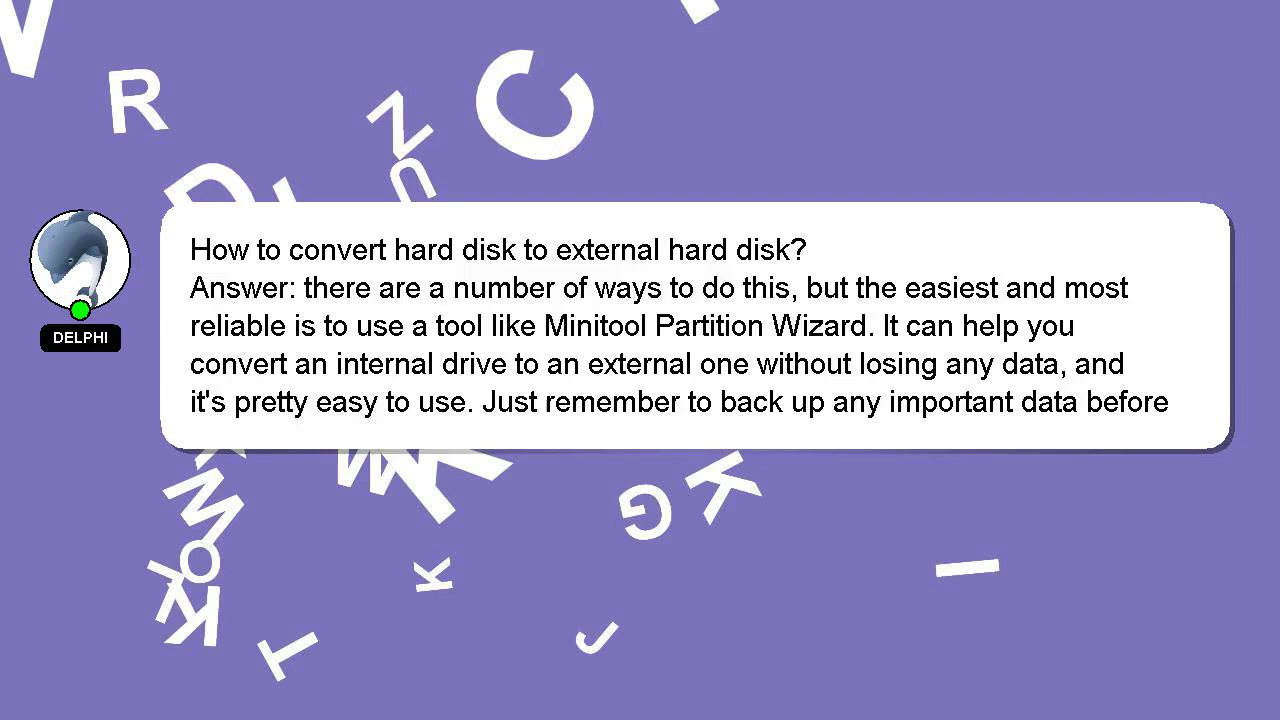 How to convert hard disk to external hard disk?
Answer: there are a number of ways to do this, but the easiest and most
reliable is to use a tool like Minitool Partition Wizard. It can help you
convert an internal drive to an external one without losing any data, and
it's pretty easy to use. Just remember to back up any important data before
DELPHI
R
C
N
U
D
W
O
K
K
G
K
I
J
T